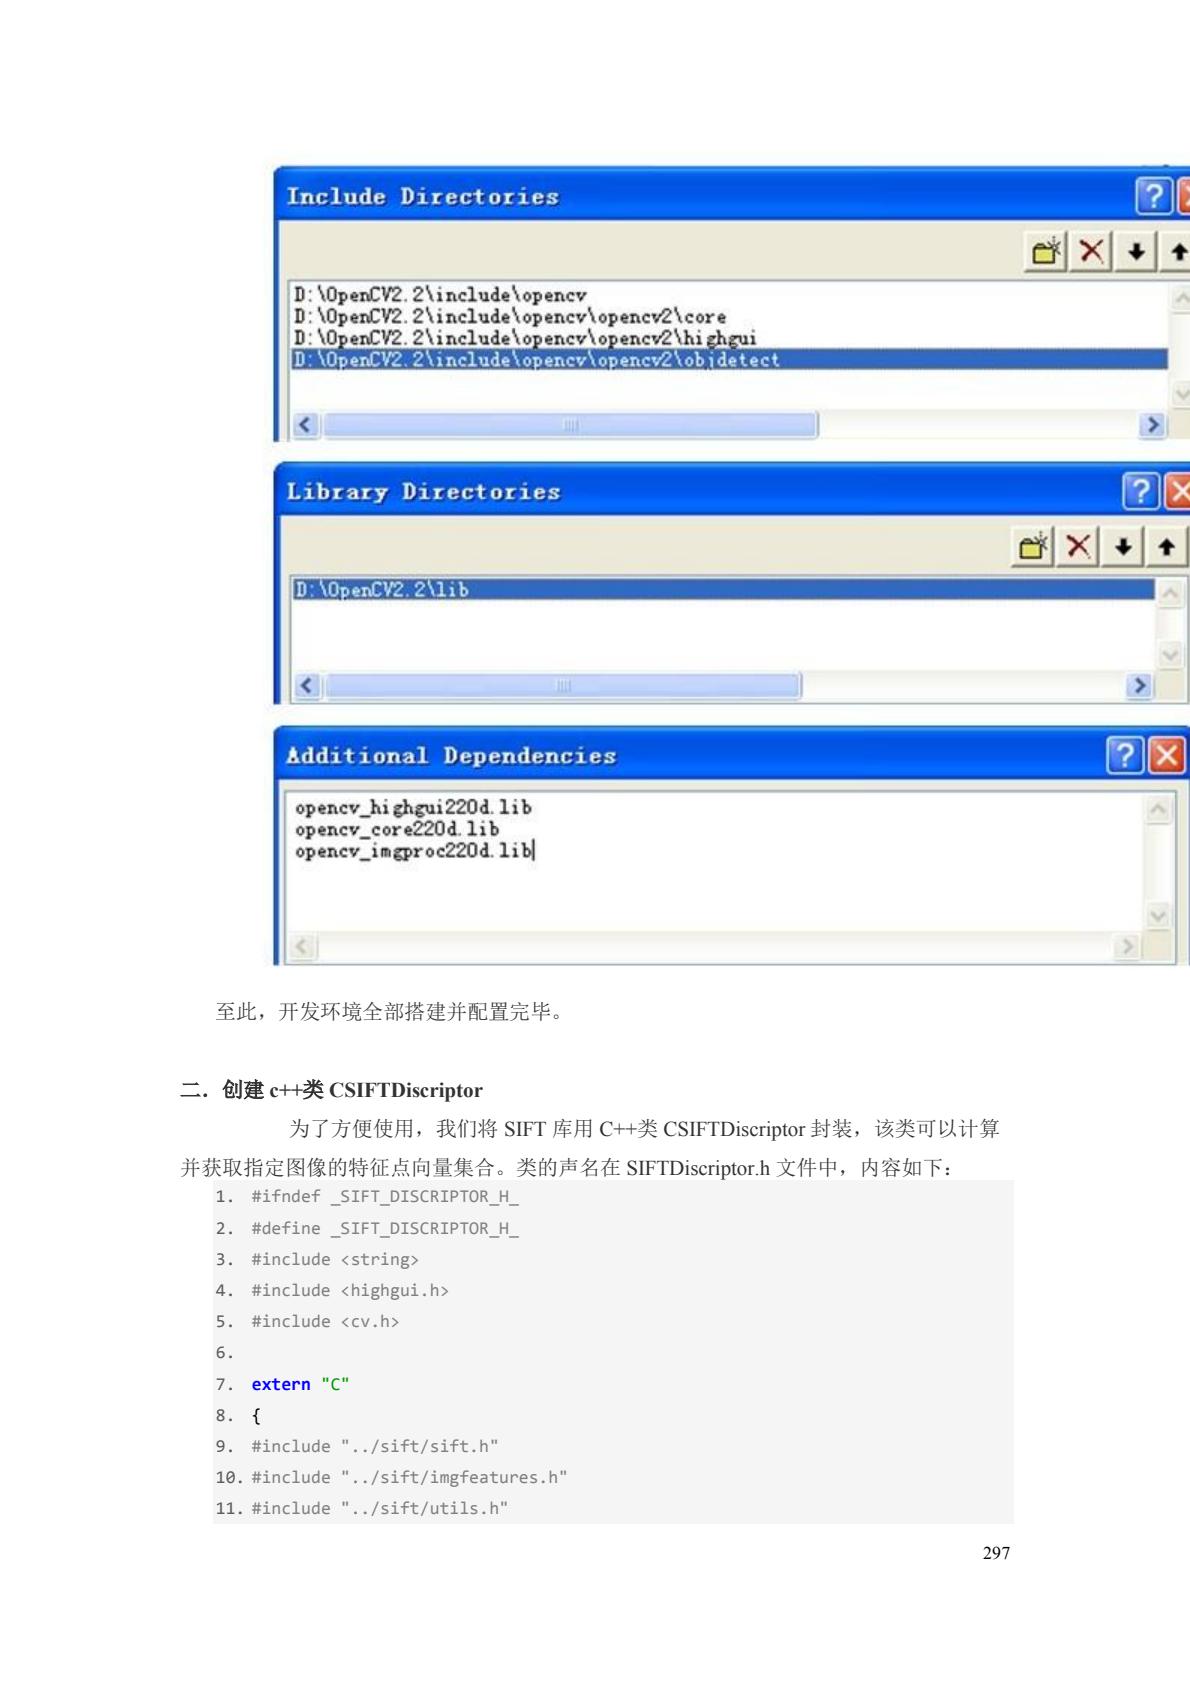 Include Directories
D:\OpenCV2.2\include\opencv
D:\OpenCV2.2\include\opencv\opencv2\core
D:\OpenCV2.2\include\opencv\opencv2\highgui
D:\OpenCV2.2\include\opencv\opencv2\objdetect
Library Directories
D:\OpenCV2.2\lib
Additional Dependencies
opencv_highgui220d.lib
opencv_core220d.lib
opencv_imgproc220d.lib
至此，开发环境全部搭建并配置完毕。
二．创建 c++类 CSIFTDiscriptor
为了方便使用，我们将 SIFT 库用 C++类 CSIFTDiscriptor 封装，该类可以计算
并获取指定图像的特征点向量集合。类的声名在 SIFTDiscriptor.h 文件中，内容如下：
1. #ifndef _SIFT_DISCRIPTOR_H_
2. #define _SIFT_DISCRIPTOR_H_
3. #include <string>
4. #include <highgui.h>
5. #include <cv.h>
6.
7. extern "C"
8. {
9. #include "../sift/sift.h"
10. #include "../sift/imgfeatures.h"
11. #include "../sift/utils.h"
297